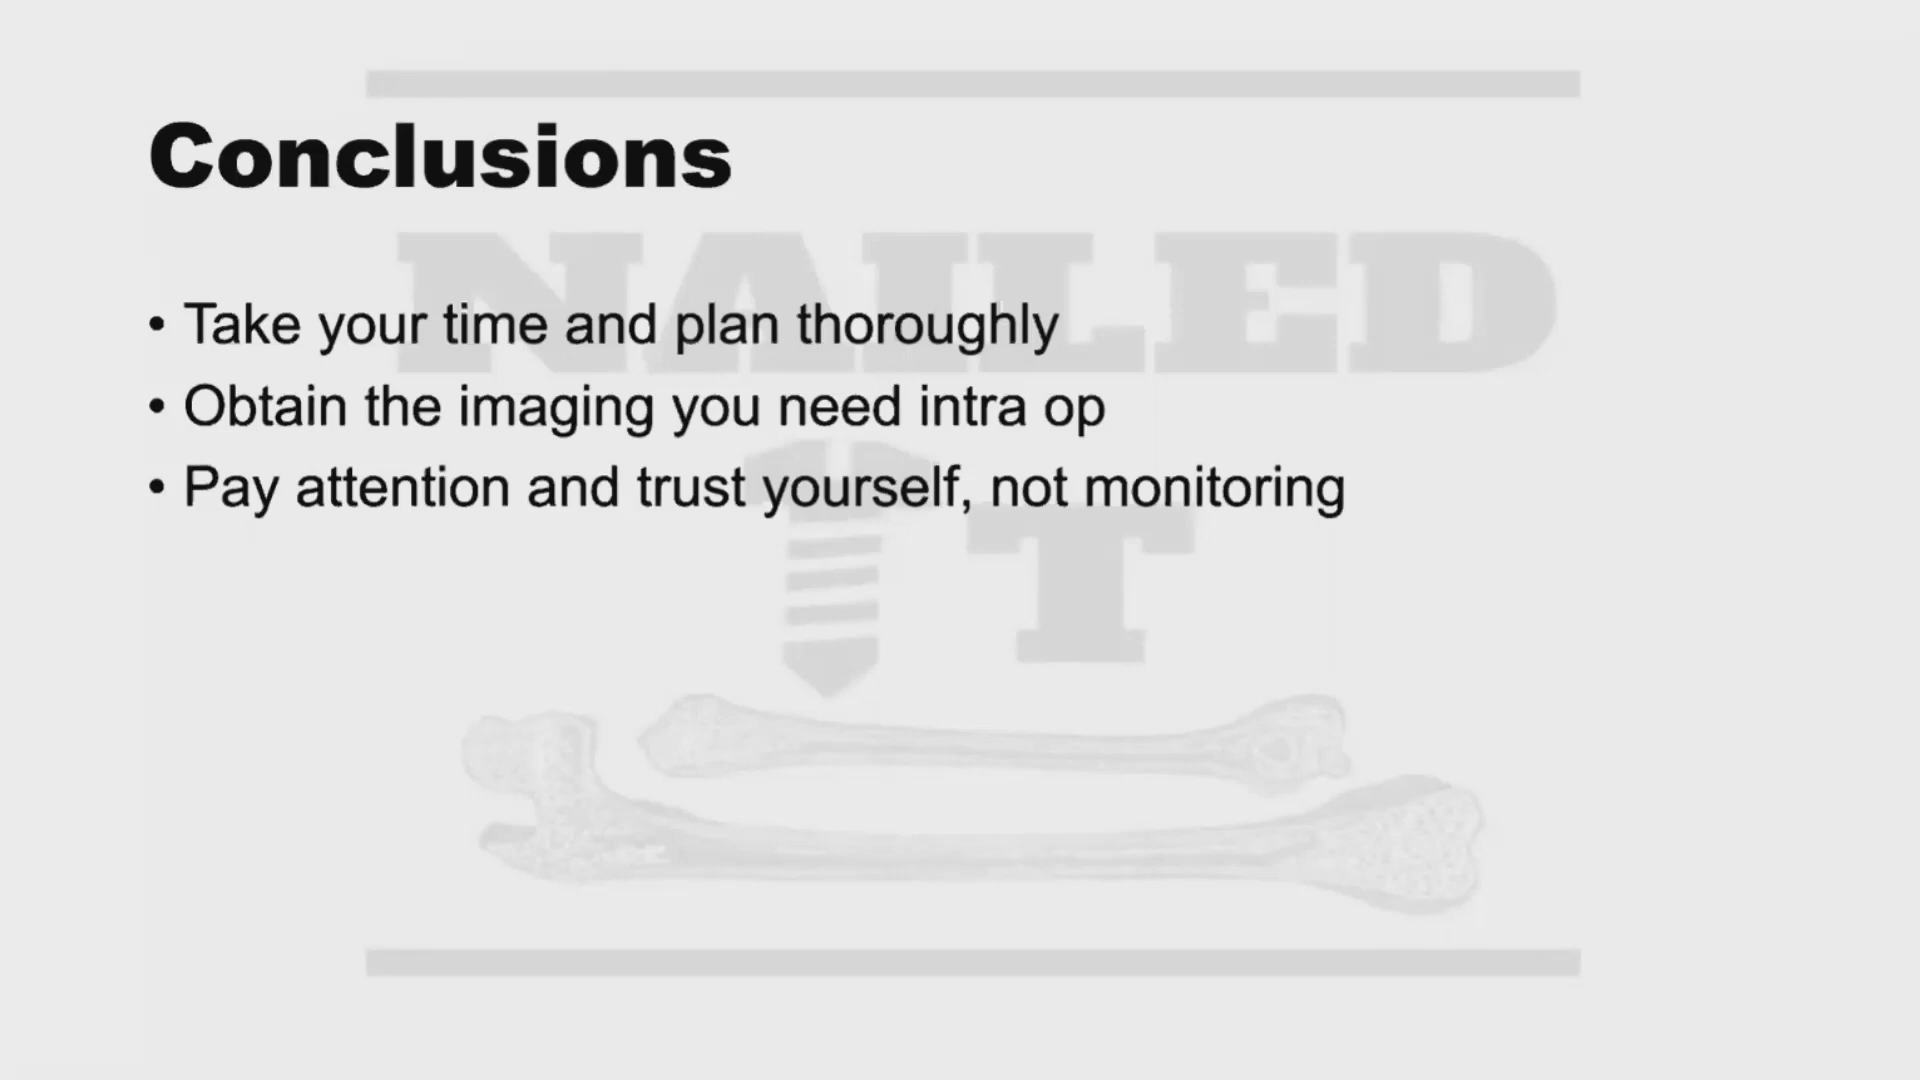 Conclusions
NAILED
• Take your time and plan thoroughly
• Obtain the imaging you need intra op
• Pay attention and trust yourself, not monitoring
IT